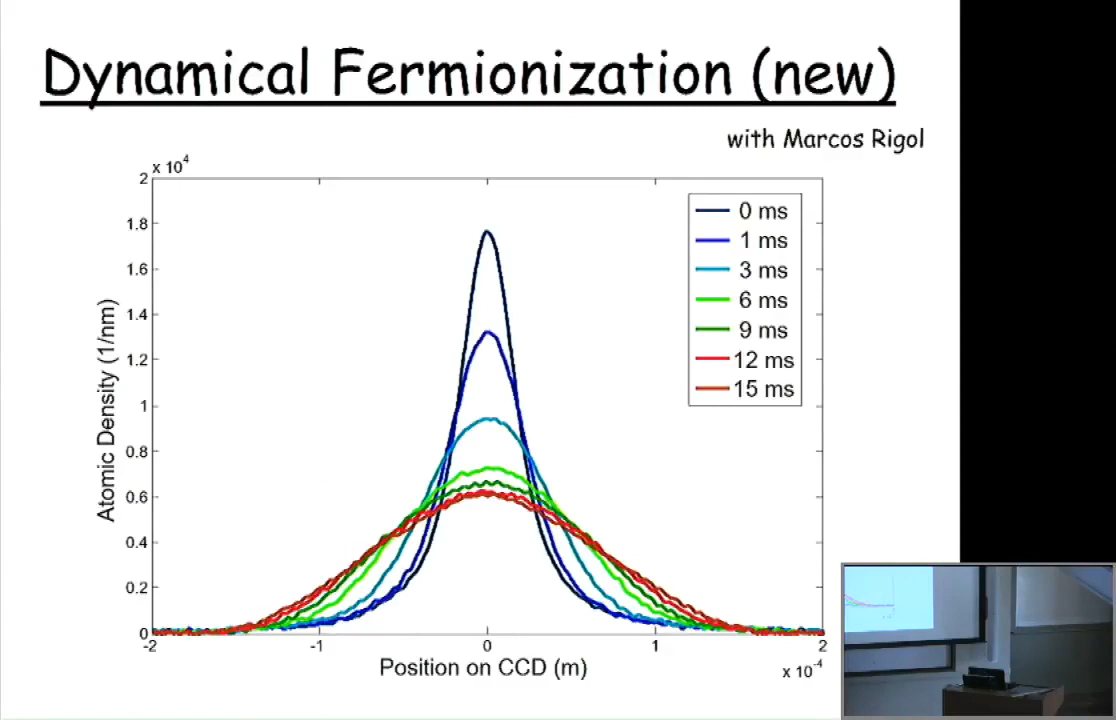 Dynamical Fermionization (new)
with Marcos Rigol
x 10^4
2
1.8
1.6
1.4
1.2
1
0.8
0.6
0.4
0.2
0
Atomic Density (1/nm)
0 ms
1 ms
3 ms
6 ms
9 ms
12 ms
15 ms
-2 -1 0 1 2
Position on CCD (m)
x 10^-4